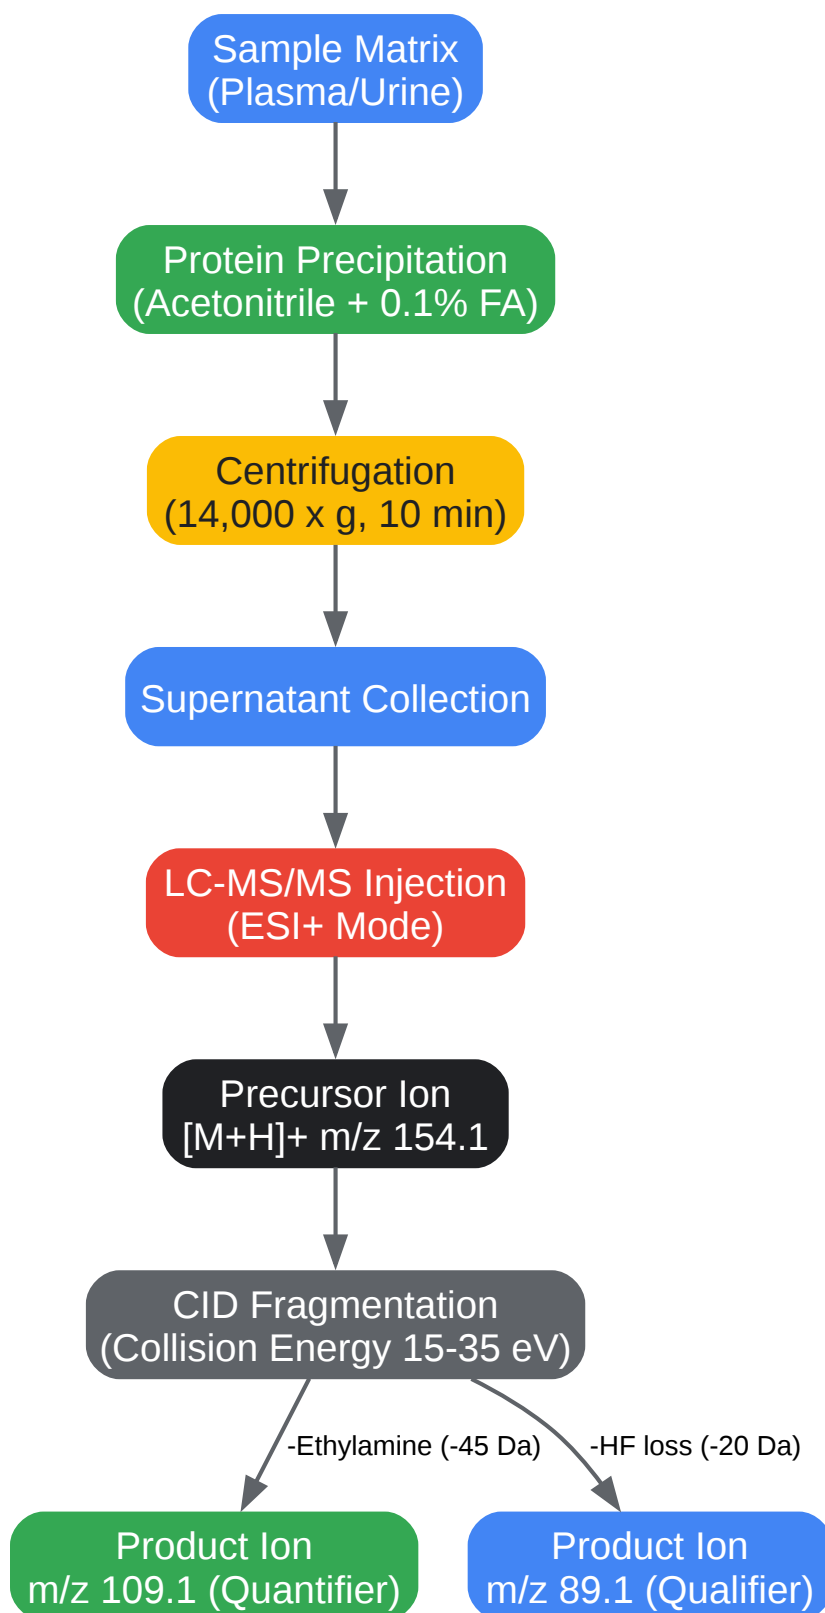 Sample Matrix
(Plasma/Urine)
Protein Precipitation
(Acetonitrile + 0.1% FA)
Centrifugation
(14,000 x g, 10 min)
Supernatant Collection
LC-MS/MS Injection
(ESI+ Mode)
Precursor Ion
[M+H]+ m/z 154.1
CID Fragmentation
(Collision Energy 15-35 eV)
-Ethylamine (-45 Da)
-HF loss (-20 Da)
Product Ion
m/z 109.1 (Quantifier)
Product Ion
m/z 89.1 (Qualifier)